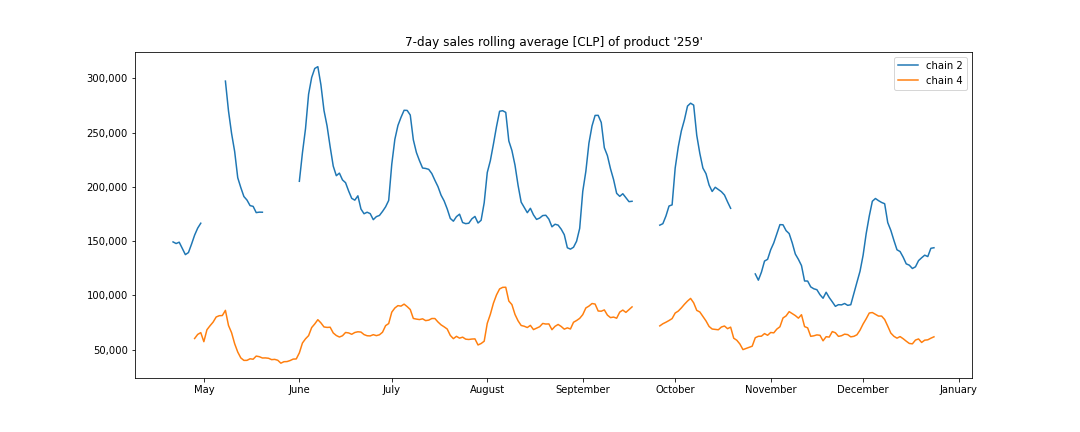 7-day sales rolling average [CLP] of product '259'
chain 2
chain 4
300,000
250,000
200,000
150,000
100,000
50,000
May June July August September October November December January